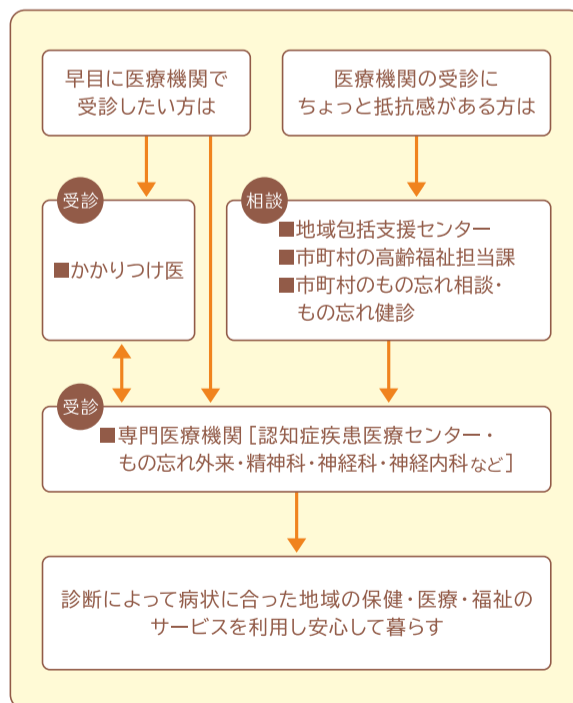 早目に医療機関で
受診したい方は
医療機関の受診に
ちょっと抵抗感がある方は
受診
■かかりつけ医
相談
■地域包括支援センター
■市町村の高齢福祉担当課
■市町村のもの忘れ相談・
もの忘れ健診
受診
■専門医療機関［認知症疾患医療センター・
もの忘れ外来・精神科・神経科・神経内科など］
診断によって病状に合った地域の保健・医療・福祉の
サービスを利用し安心して暮らす